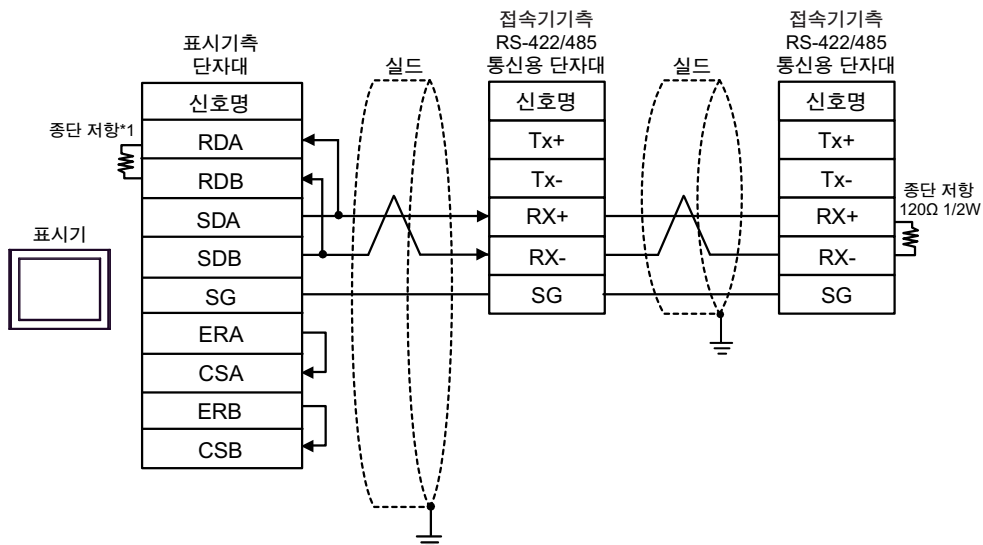 표시기
표시기측
단자대
신호명
RDA
RDB
SDA
SDB
SG
ERA
CSA
ERB
CSB
종단 저항*1
실드
접속기기측
RS-422/485
통신용 단자대
신호명
Tx+
Tx-
RX+
RX-
SG
실드
접속기기측
RS-422/485
통신용 단자대
신호명
Tx+
Tx-
RX+
RX-
SG
종단 저항
120Ω 1/2W